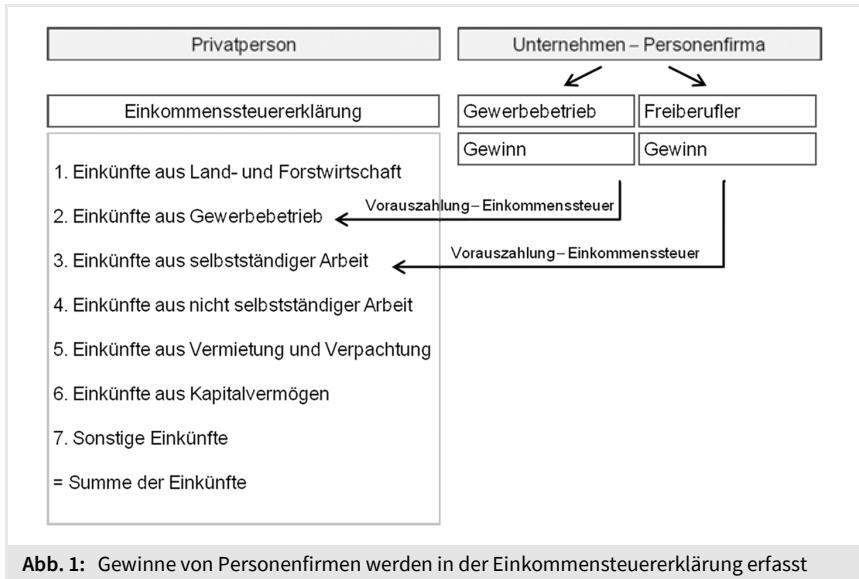 Privatperson
Unternehmen – Personenfirma
Einkommenssteuererklärung
Gewerbebetrieb
Freiberufler
Gewinn
Gewinn
1. Einkünfte aus Land- und Forstwirtschaft
2. Einkünfte aus Gewerbebetrieb
Vorauszahlung– Einkommenssteuer
3. Einkünfte aus selbstständiger Arbeit
Vorauszahlung– Einkommenssteuer
4. Einkünfte aus nicht selbstständiger Arbeit
5. Einkünfte aus Vermietung und Verpachtung
6. Einkünfte aus Kapitalvermögen
7. Sonstige Einkünfte
= Summe der Einkünfte
Abb. 1: Gewinne von Personenfirmen werden in der Einkommensteuererklärung erfasst